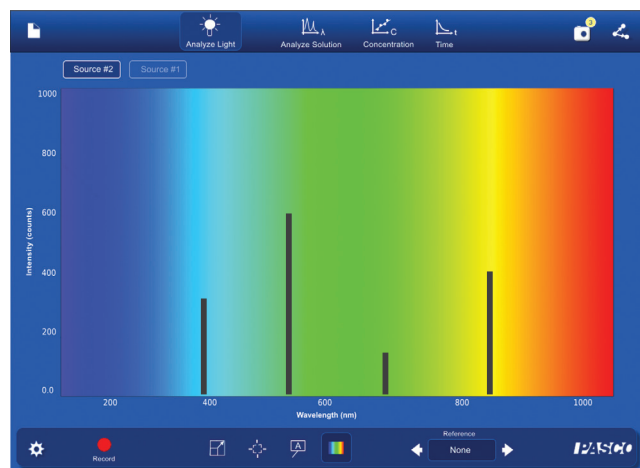 3
Analyze Light
λ
Analyze Solution
C
Concentration
t
Time
Source #2
Source #1
1000
800
600
400
200
0.0
Intensity (counts)
200
400
600
800
1000
Wavelength (nm)
Record
A
Reference
None
PASCO